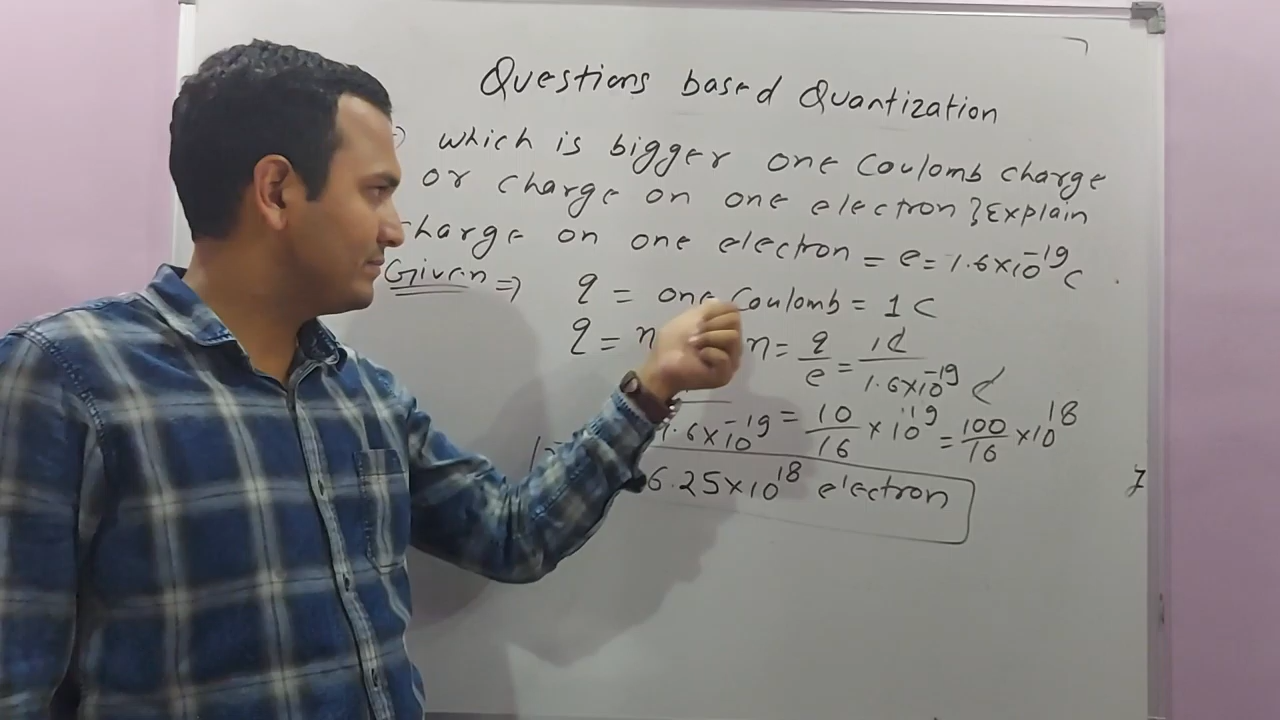 Questions based Quantization
which is bigger one Coulomb charge
or charge on one electron? Explain
harge on one electron = e = 1.6×10⁻¹⁹ C
Given ⇒ q = one Coulomb = 1 C
q = n n = q/e = 1C / 1.6×10⁻¹⁹ C
1.6×10⁻¹⁹ = 10/16 × 10¹⁹ = 100/16 × 10¹⁸
6.25×10¹⁸ electron